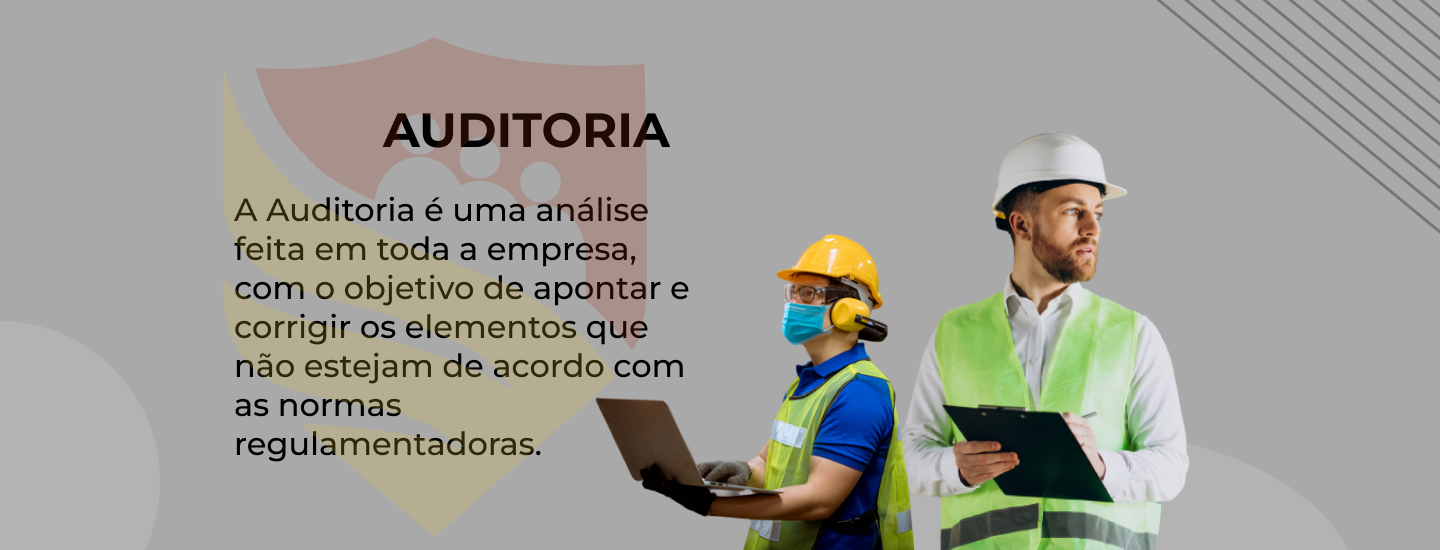 AUDITORIA
A Auditoria é uma análise
feita em toda a empresa,
com o objetivo de apontar e
corrigir os elementos que
não estejam de acordo com
as normas
regulamentadoras.